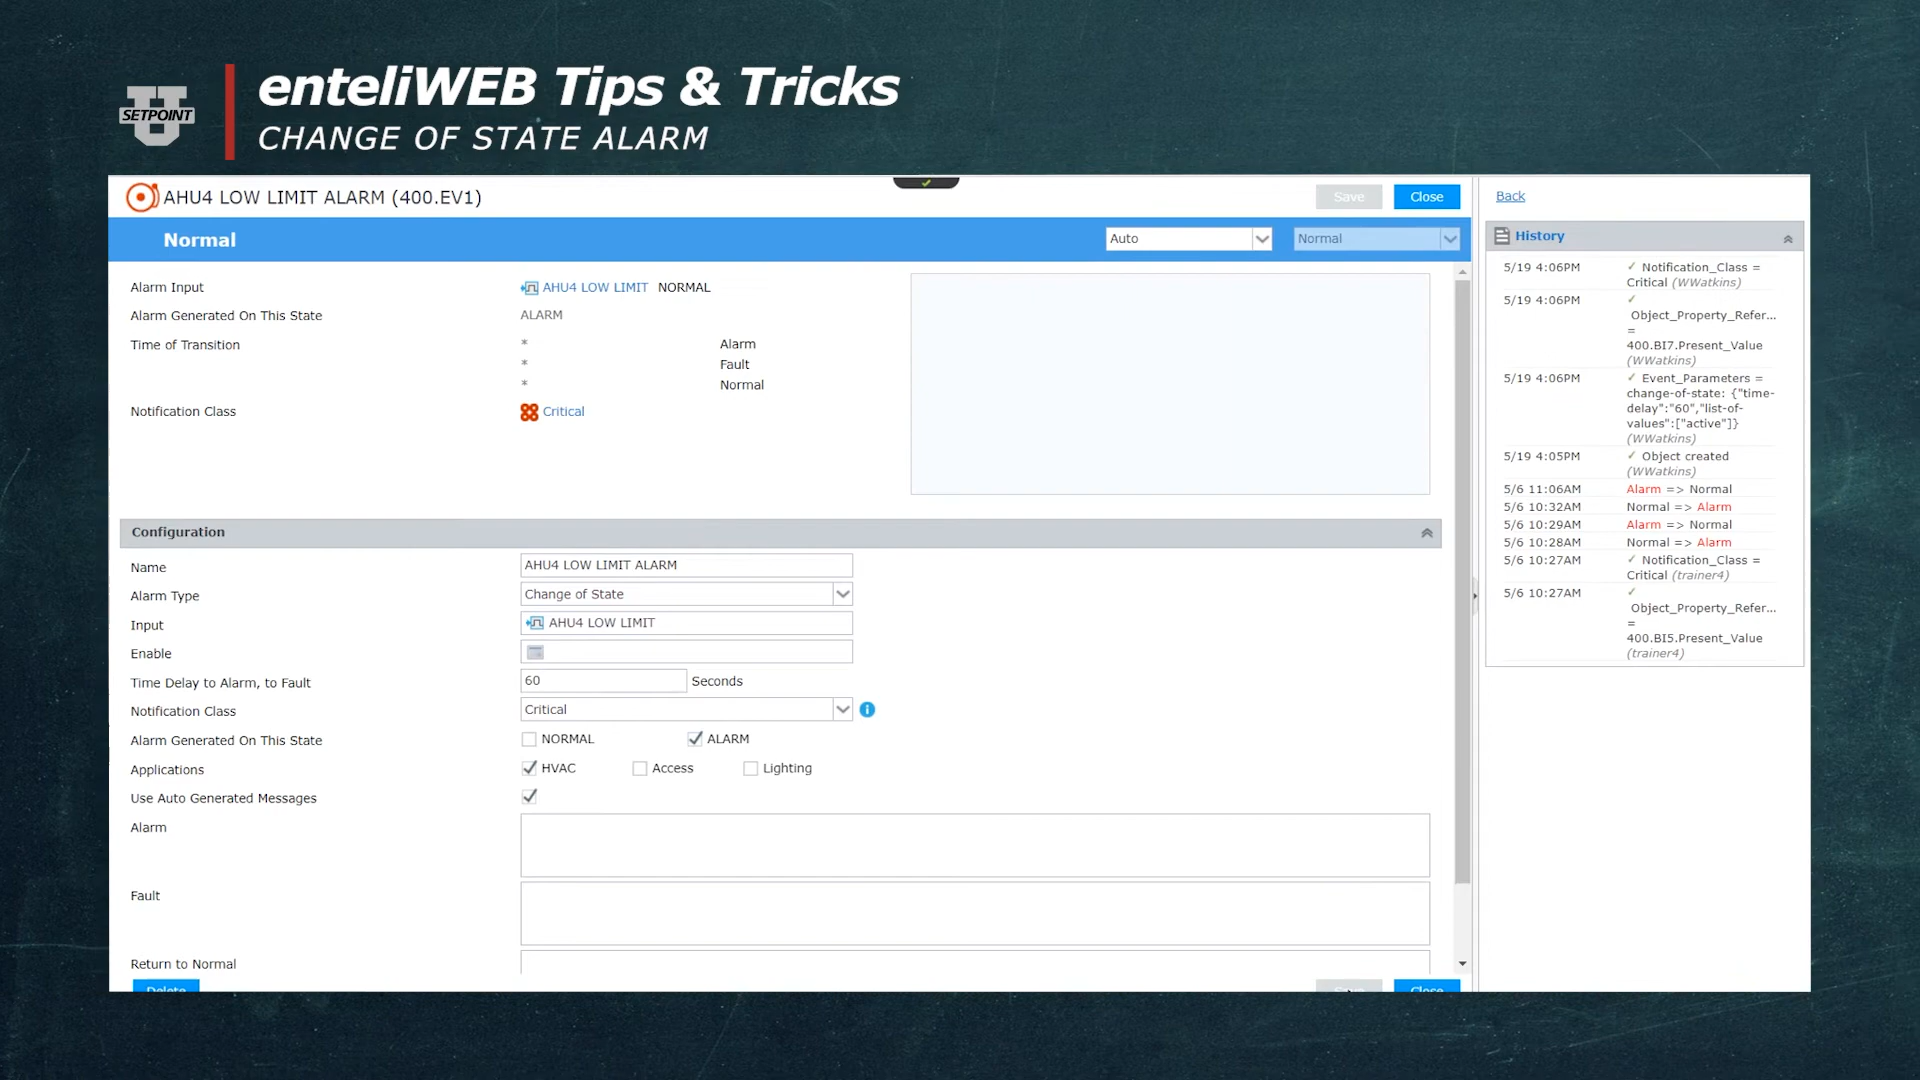 SETPOINT
U
enteliWEB Tips & Tricks
CHANGE OF STATE ALARM
AHU4 LOW LIMIT ALARM (400.EV1)
Save
Close
Normal
Auto
Normal
Alarm Input
AHU4 LOW LIMIT NORMAL
Alarm Generated On This State
ALARM
Time of Transition
* Alarm
* Fault
* Normal
Notification Class
Critical
Configuration
Name
AHU4 LOW LIMIT ALARM
Alarm Type
Change of State
Input
AHU4 LOW LIMIT
Enable
Time Delay to Alarm, to Fault
60
Seconds
Notification Class
Critical
Alarm Generated On This State
NORMAL
ALARM
Applications
HVAC
Access
Lighting
Use Auto Generated Messages
Alarm
Fault
Return to Normal
Delete
Save
Close
Back
History
5/19 4:06PM
Notification_Class =
Critical (WWatkins)
5/19 4:06PM
Object_Property_Refer...
=
400.BI7.Present_Value
(WWatkins)
5/19 4:06PM
Event_Parameters =
change-of-state: {"time-
delay":"60","list-of-
values":["active"]}
(WWatkins)
5/19 4:05PM
Object created
(WWatkins)
5/6 11:06AM
Alarm => Normal
5/6 10:32AM
Normal => Alarm
5/6 10:29AM
Alarm => Normal
5/6 10:28AM
Normal => Alarm
5/6 10:27AM
Notification_Class =
Critical (trainer4)
5/6 10:27AM
Object_Property_Refer...
=
400.BI5.Present_Value
(trainer4)